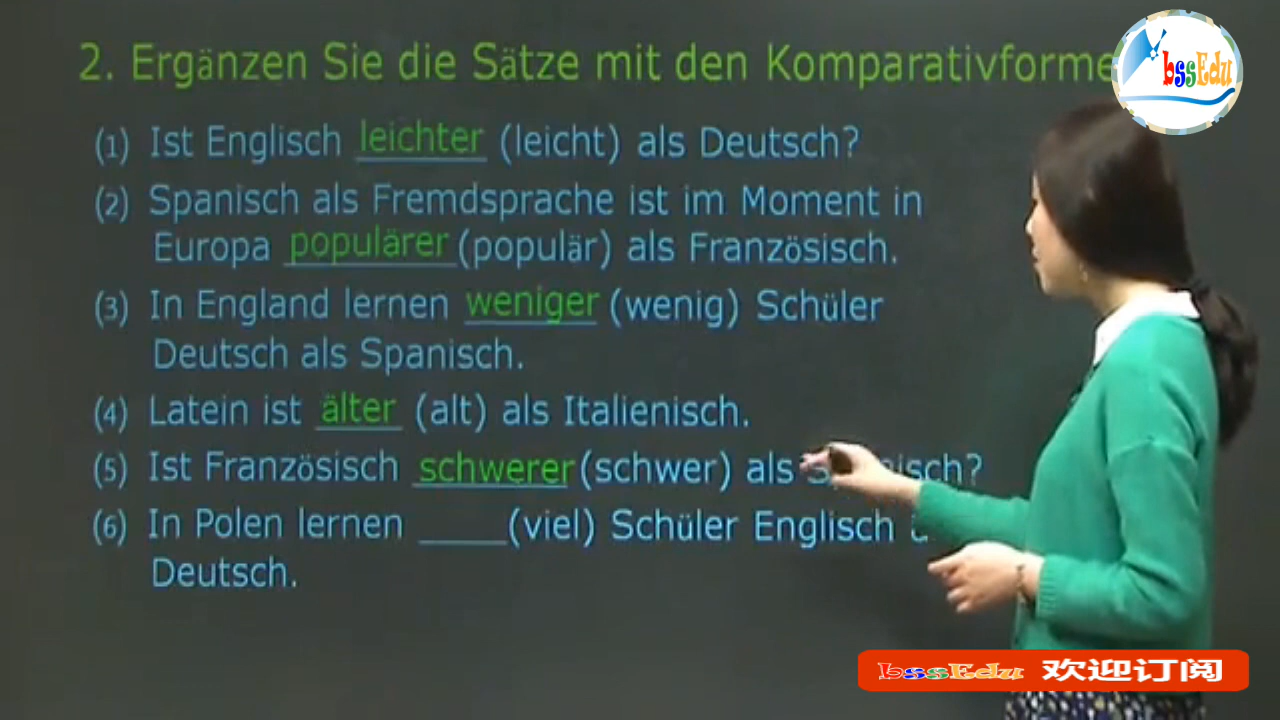 2. Ergänzen Sie die Sätze mit den Komparativforme
bssEdu
(1) Ist Englisch leichter (leicht) als Deutsch?
(2) Spanisch als Fremdsprache ist im Moment in
Europa populärer (populär) als Französisch.
(3) In England lernen weniger (wenig) Schüler
Deutsch als Spanisch.
(4) Latein ist älter (alt) als Italienisch.
(5) Ist Französisch schwerer (schwer) als Spanisch?
(6) In Polen lernen ____ (viel) Schüler Englisch
Deutsch.
bssEdu 欢迎订阅